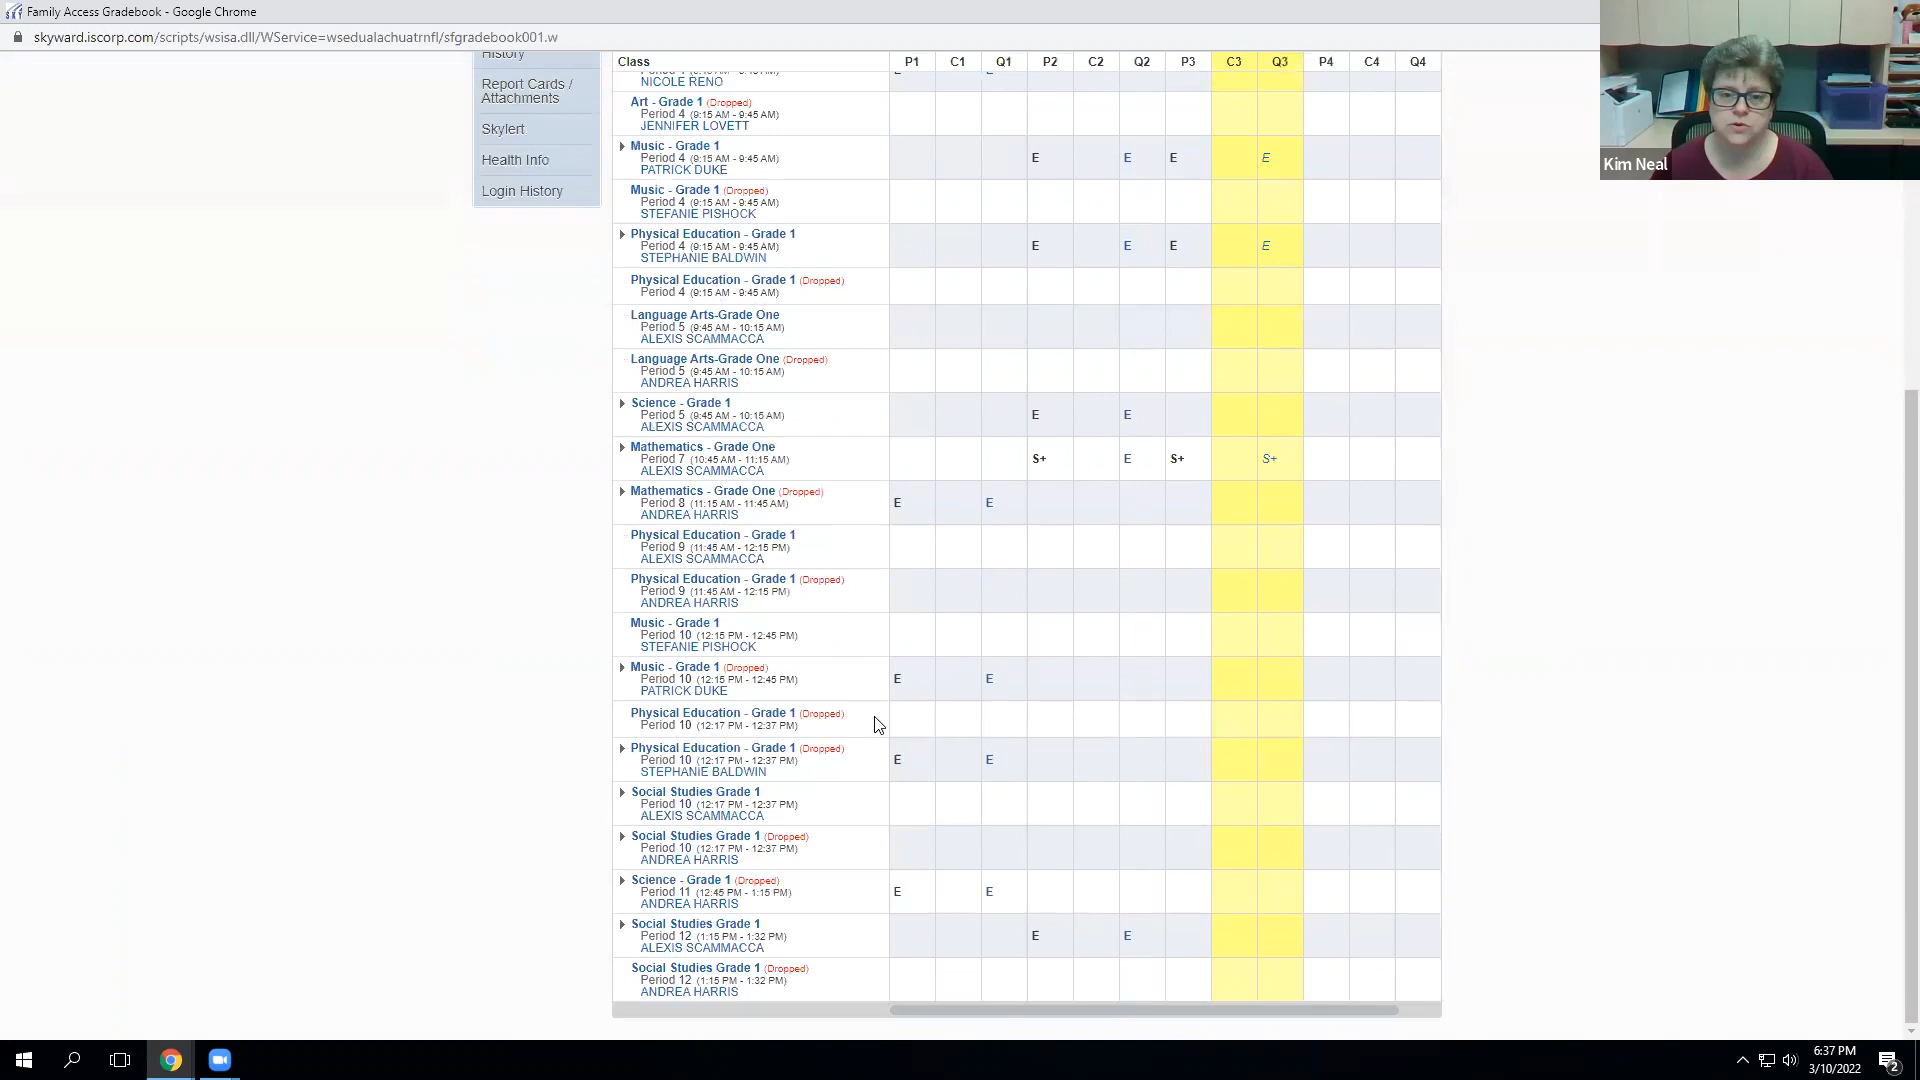 Family Access Gradebook - Google Chrome
skyward.iscorp.com/scripts/wsisa.dll/WService=wsedualachuatrnfl/sfgradebook001.w
History
Report Cards /
Attachments
Skylert
Health Info
Login History
Class P1 C1 Q1 P2 C2 Q2 P3 C3 Q3 P4 C4 Q4
NICOLE RENO
Art - Grade 1 (Dropped)
Period 4 (9:15 AM - 9:45 AM)
JENNIFER LOVETT
Music - Grade 1
Period 4 (9:15 AM - 9:45 AM) E E E E
PATRICK DUKE
Music - Grade 1 (Dropped)
Period 4 (9:15 AM - 9:45 AM)
STEFANIE PISHOCK
Physical Education - Grade 1
Period 4 (9:15 AM - 9:45 AM) E E E E
STEPHANIE BALDWIN
Physical Education - Grade 1 (Dropped)
Period 4 (9:15 AM - 9:45 AM)
Language Arts-Grade One
Period 5 (9:45 AM - 10:15 AM)
ALEXIS SCAMMACCA
Language Arts-Grade One (Dropped)
Period 5 (9:45 AM - 10:15 AM)
ANDREA HARRIS
Science - Grade 1
Period 5 (9:45 AM - 10:15 AM) E E
ALEXIS SCAMMACCA
Mathematics - Grade One
Period 7 (10:45 AM - 11:15 AM) S+ E S+ S+
ALEXIS SCAMMACCA
Mathematics - Grade One (Dropped)
Period 8 (11:15 AM - 11:45 AM) E E
ANDREA HARRIS
Physical Education - Grade 1
Period 9 (11:45 AM - 12:15 PM)
ALEXIS SCAMMACCA
Physical Education - Grade 1 (Dropped)
Period 9 (11:45 AM - 12:15 PM)
ANDREA HARRIS
Music - Grade 1
Period 10 (12:15 PM - 12:45 PM)
STEFANIE PISHOCK
Music - Grade 1 (Dropped)
Period 10 (12:15 PM - 12:45 PM) E E
PATRICK DUKE
Physical Education - Grade 1 (Dropped)
Period 10 (12:17 PM - 12:37 PM)
Physical Education - Grade 1 (Dropped)
Period 10 (12:17 PM - 12:37 PM) E E
STEPHANIE BALDWIN
Social Studies Grade 1
Period 10 (12:17 PM - 12:37 PM)
ALEXIS SCAMMACCA
Social Studies Grade 1 (Dropped)
Period 10 (12:17 PM - 12:37 PM)
ANDREA HARRIS
Science - Grade 1 (Dropped)
Period 11 (12:45 PM - 1:15 PM) E E
ANDREA HARRIS
Social Studies Grade 1
Period 12 (1:15 PM - 1:32 PM) E E
ALEXIS SCAMMACCA
Social Studies Grade 1 (Dropped)
Period 12 (1:15 PM - 1:32 PM)
ANDREA HARRIS
Kim Neal
6:37 PM
3/10/2022
2